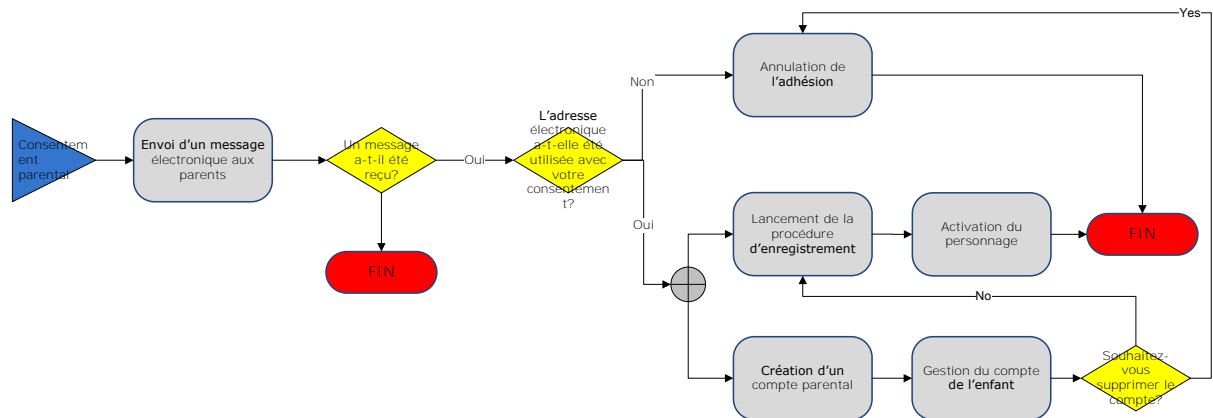 Consentem
ent
parental
Envoi d'un message
électronique aux
parents
Un message
a-t-il été
reçu?
Oui
FIN
L'adresse
électronique
a-t-elle été
utilisée avec
votre
consentemen
t?
Non
Oui
Annulation de
l'adhésion
Yes
Lancement de la
procédure
d'enregistrement
Activation du
personnage
FIN
No
Création d'un
compte parental
Gestion du compte
de l'enfant
Souhaitez-
vous
supprimer le
compte?